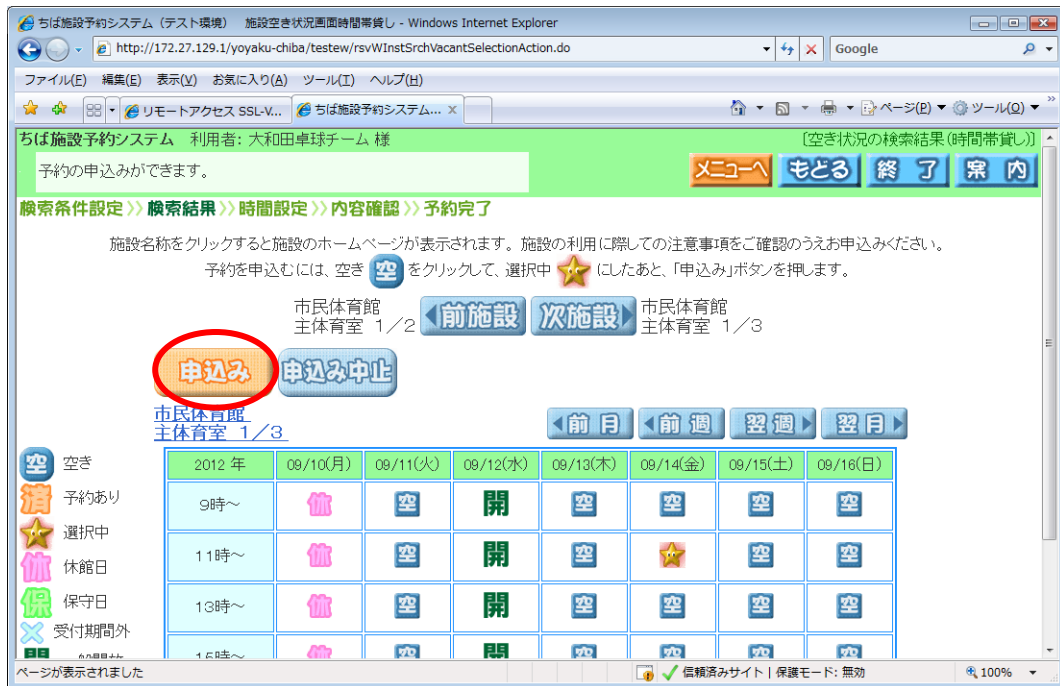 ちば施設予約システム（テスト環境）　施設空き状況画面時間帯貸し - Windows Internet Explorer
http://172.27.129.1/yoyaku-chiba/testew/rsvWInstSrchVacantSelectionAction.do
Google
ファイル(F) 編集(E) 表示(V) お気に入り(A) ツール(T) ヘルプ(H)
リモートアクセス SSL-V...
ちば施設予約システム...
ページ(P) ツール(O)
ちば施設予約システム 利用者: 大和田卓球チーム 様
〔空き状況の検索結果(時間帯貸し)〕
予約の申込みができます。
メニューへ もどる 終了 案内
検索条件設定>>検索結果>>時間設定>>内容確認>>予約完了
施設名称をクリックすると施設のホームページが表示されます。施設の利用に際しての注意事項をご確認のうえお申込みください。
予約を申込むには、空き 空 をクリックして、選択中 にしたあと、「申込み」ボタンを押します。
市民体育館
主体育室 1／2
前施設 次施設
市民体育館
主体育室 1／3
申込み 申込み中止
市民体育館
主体育室 1／3
前月 前週 翌週 翌月
空 空き
済 予約あり
選択中
休 休館日
保 保守日
受付期間外
2012 年 09/10(月) 09/11(火) 09/12(水) 09/13(木) 09/14(金) 09/15(土) 09/16(日)
9時～ 休 空 開 空 空 空 空
11時～ 休 空 開 空 空 空
13時～ 休 空 開 空 空 空 空
ページが表示されました
信頼済みサイト | 保護モード: 無効
100%